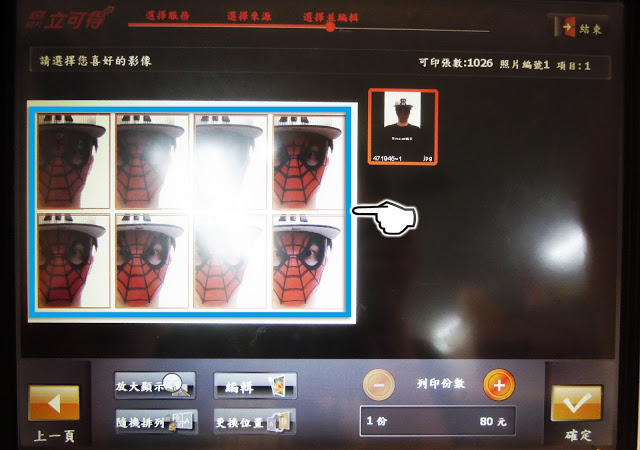 立可得
選擇服務 選擇來源 選擇並編輯
結束
請選擇您喜好的影像
可印張數:1026 照片編號1 項目:1
471946~1 jpg
放大顯示
編輯
列印份數
隨機排列
更換位置
1 份 80 元
上一頁
確定